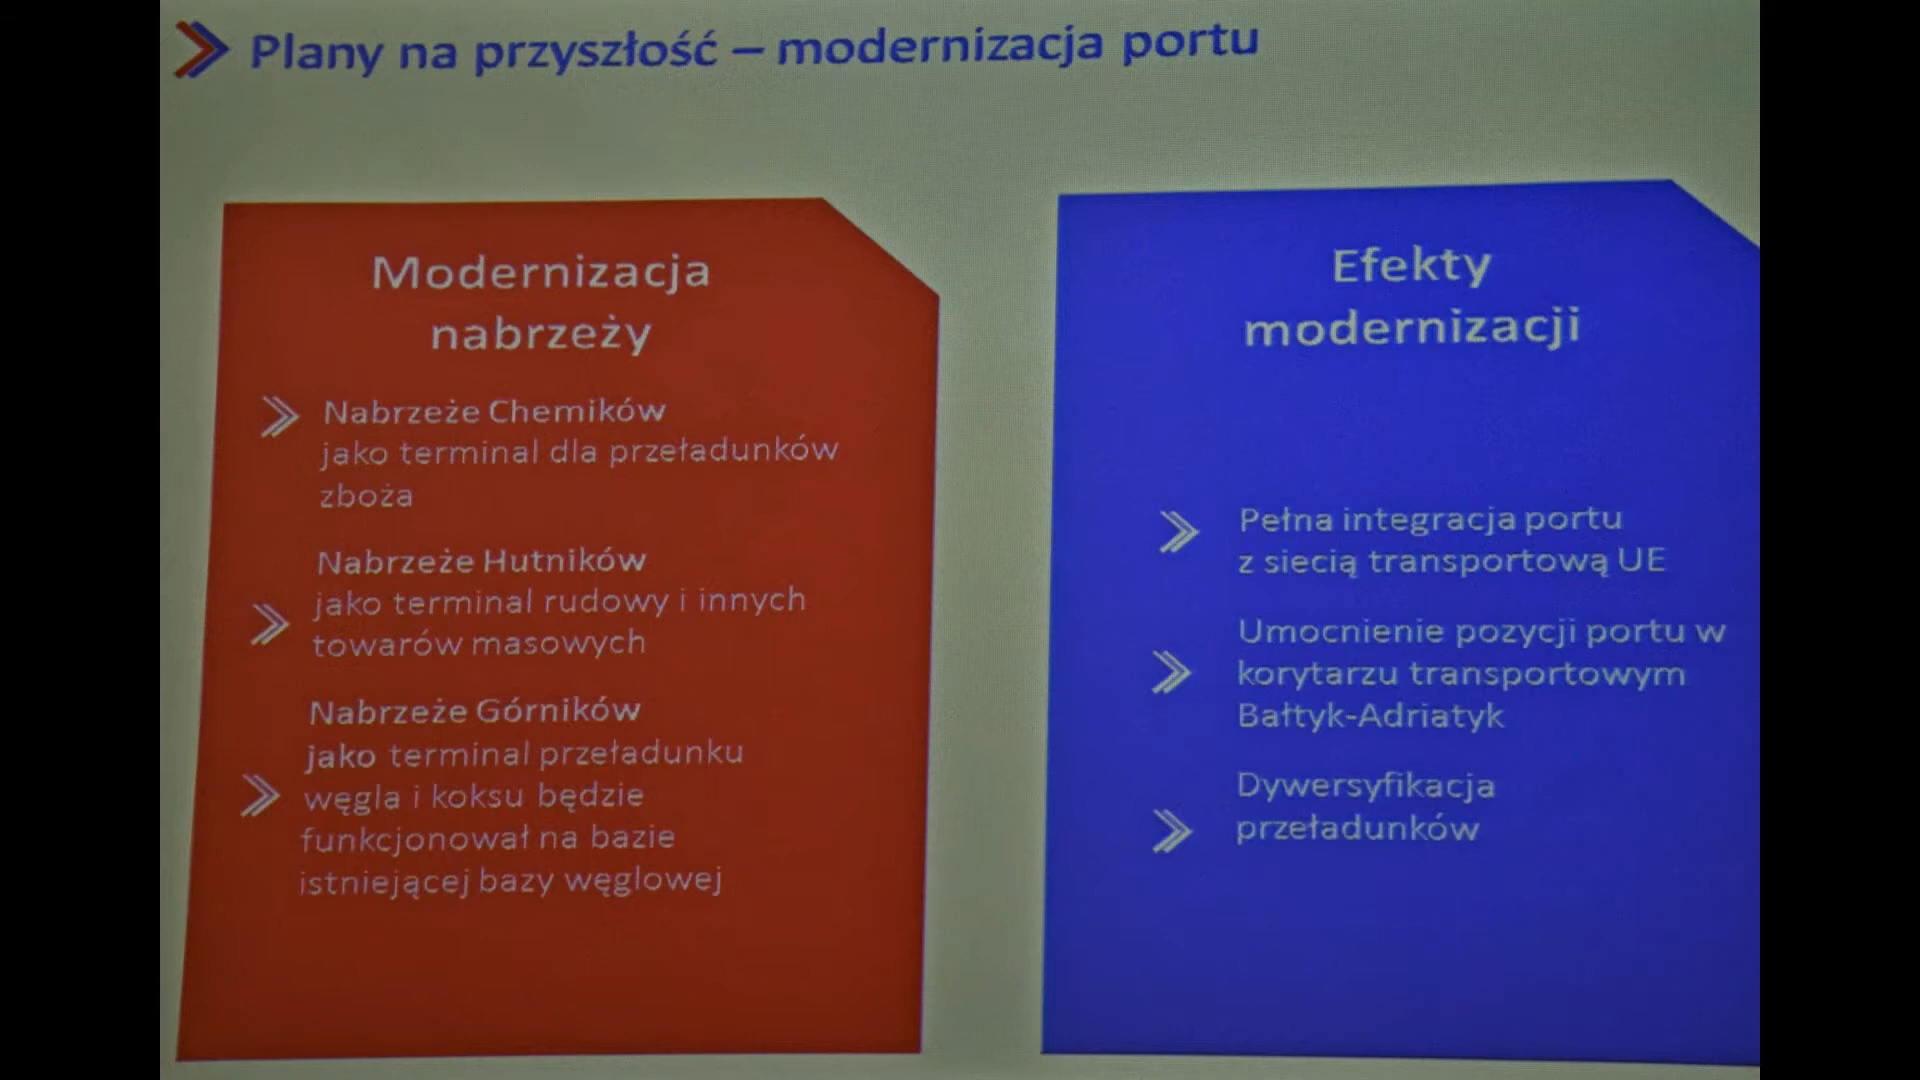 Plany na przyszłość – modernizacja portu
Modernizacja
nabrzeży
Nabrzeże Chemików
jako terminal dla przeładunków
zboża
Nabrzeże Hutników
jako terminal rudowy i innych
towarów masowych
Nabrzeże Górników
jako terminal przeładunku
węgla i koksu będzie
funkcjonował na bazie
istniejącej bazy węglowej
Efekty
modernizacji
Pełna integracja portu
z siecią transportową UE
Umocnienie pozycji portu w
korytarzu transportowym
Bałtyk-Adriatyk
Dywersyfikacja
przeładunków